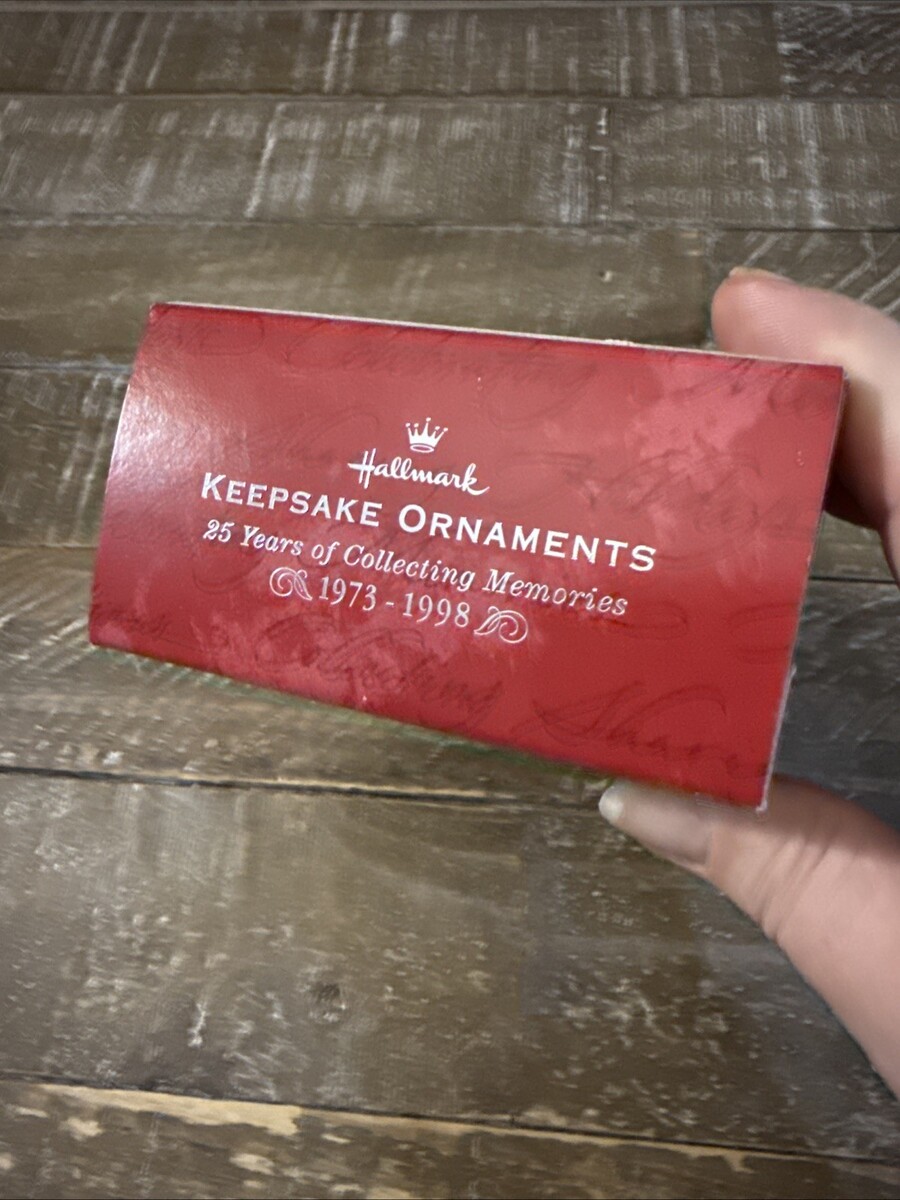 Hallmark
KEEPSAKE ORNAMENTS
25 Years of Collecting Memories
1973 - 1998